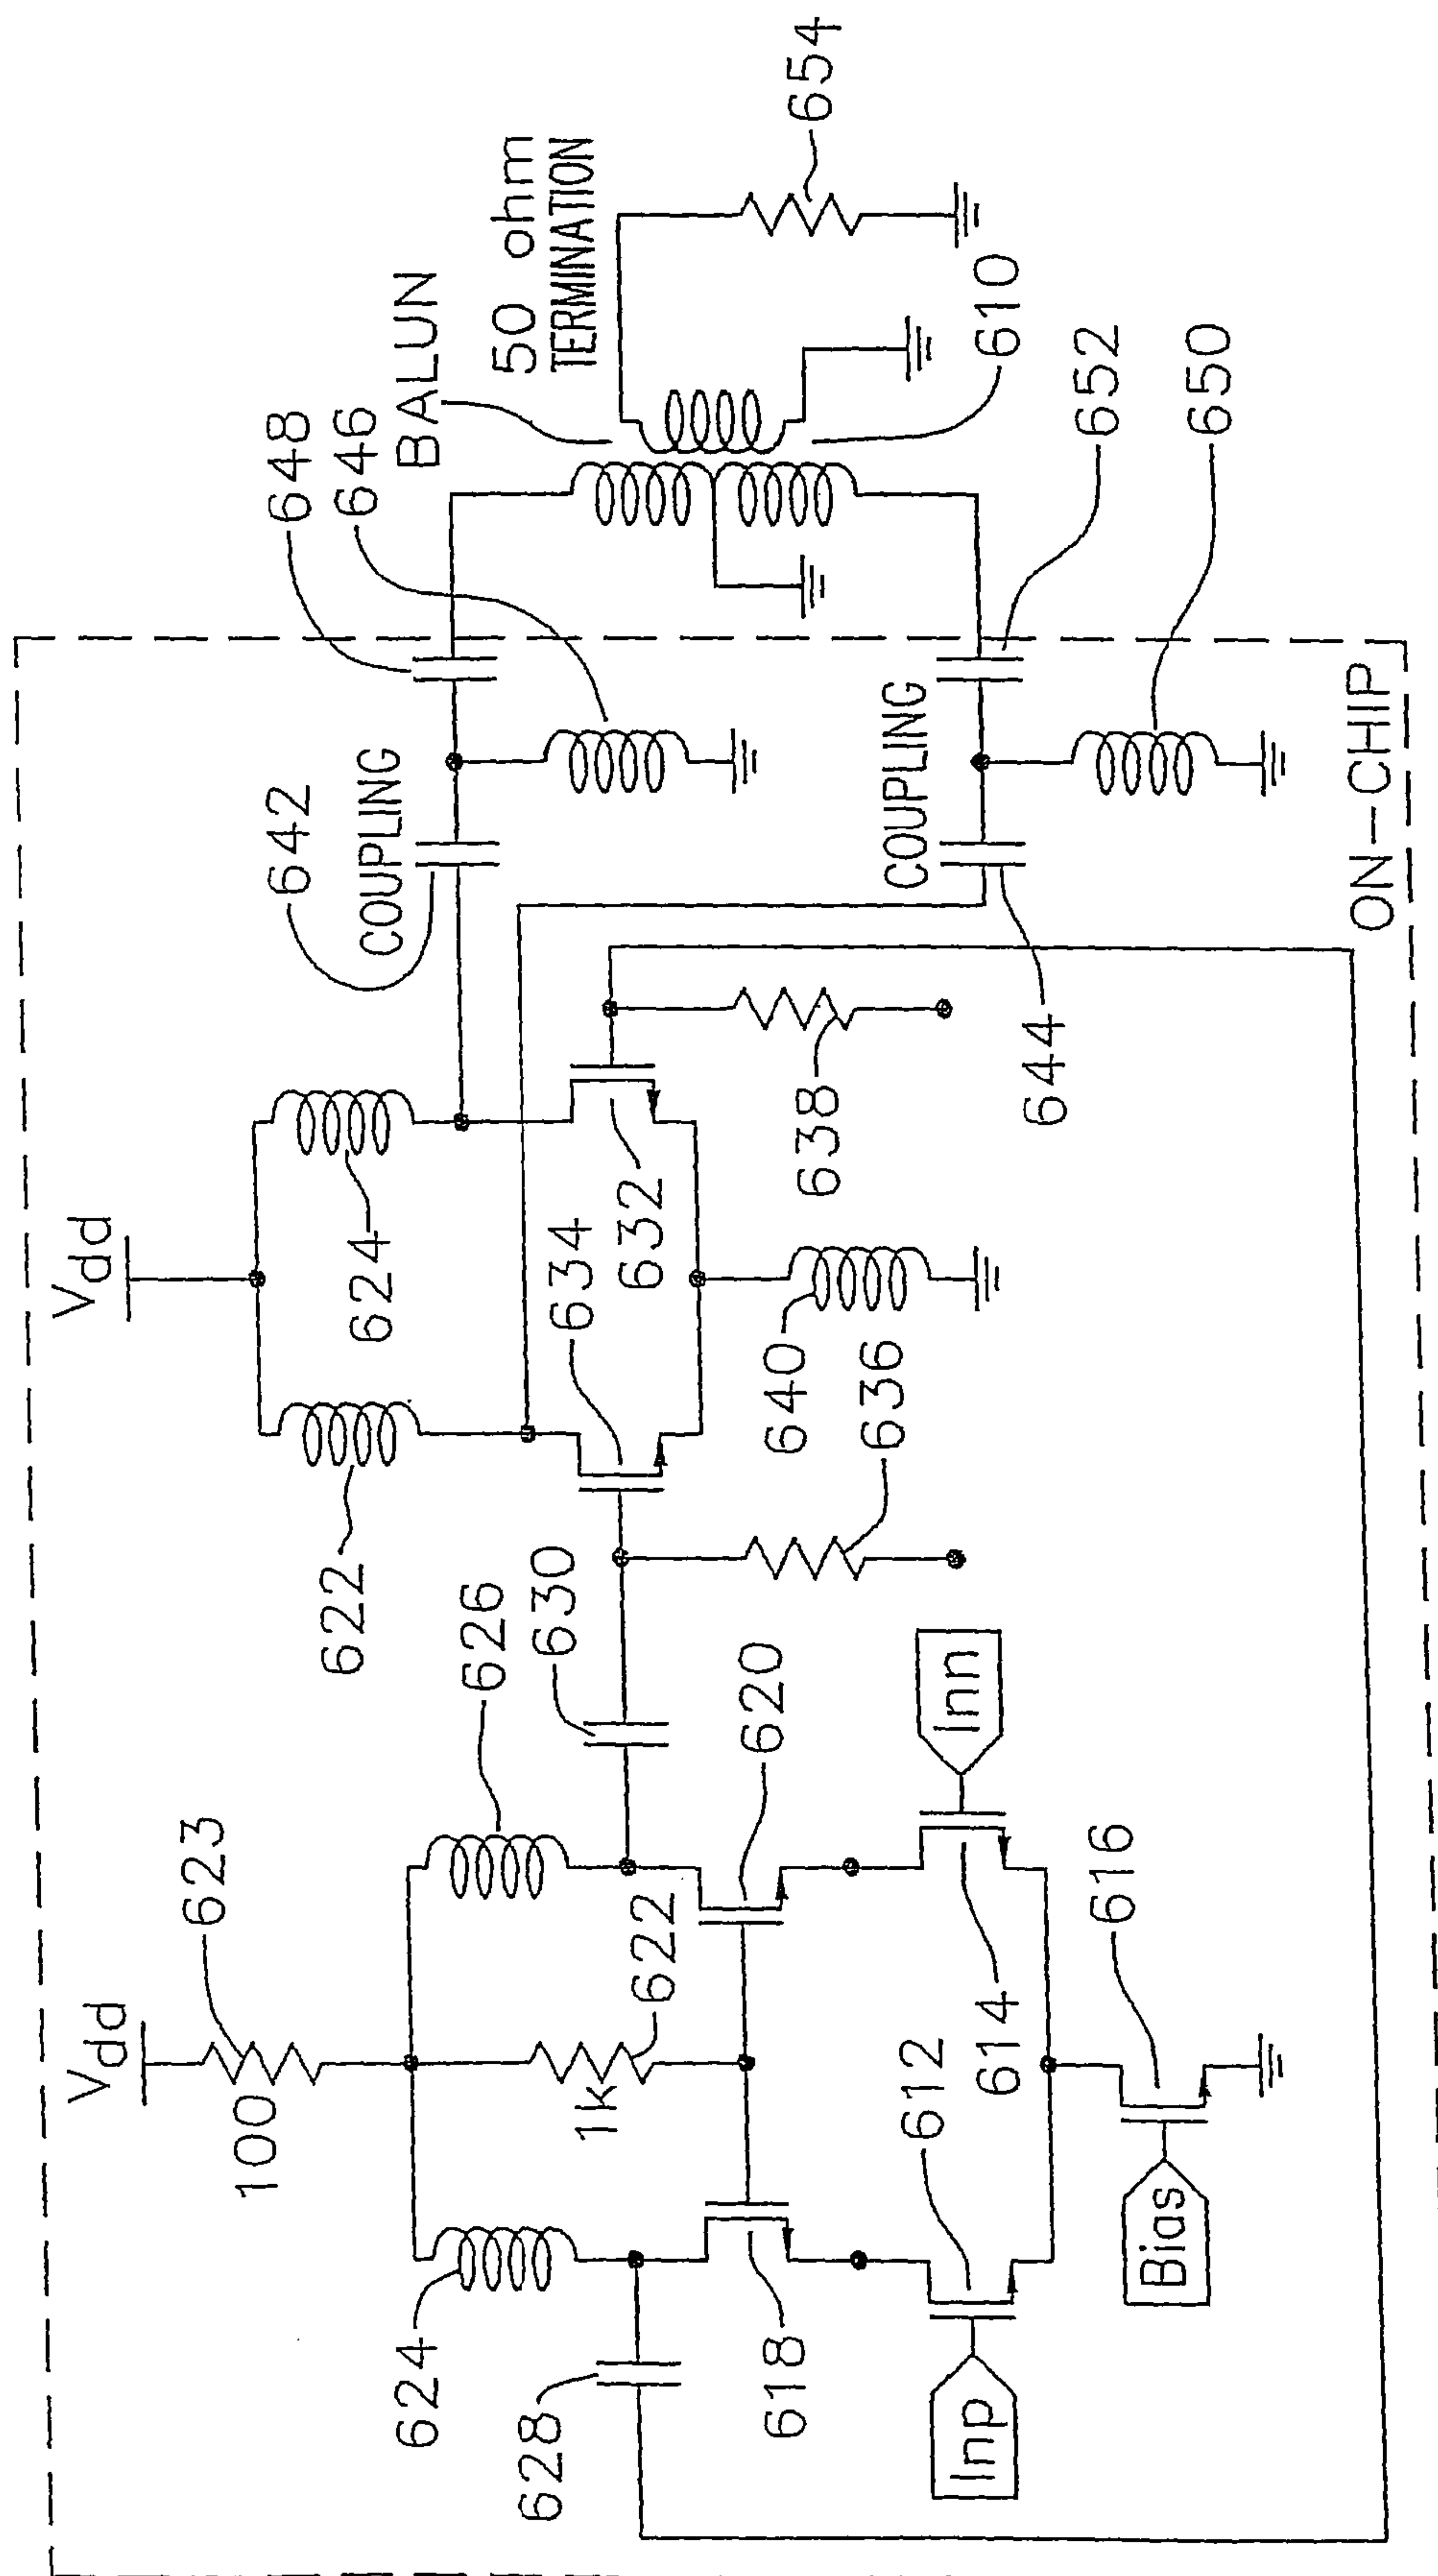 Vdd
100
623
624
626
1k
622
628
630
618
620
612
614
Inp
Inn
Bias
616
Vdd
622
624
634
632
636
638
640
642
COUPLING
648
646
BALUN
50 ohm
TERMINATION
654
610
COUPLING
644
652
650
ON-CHIP